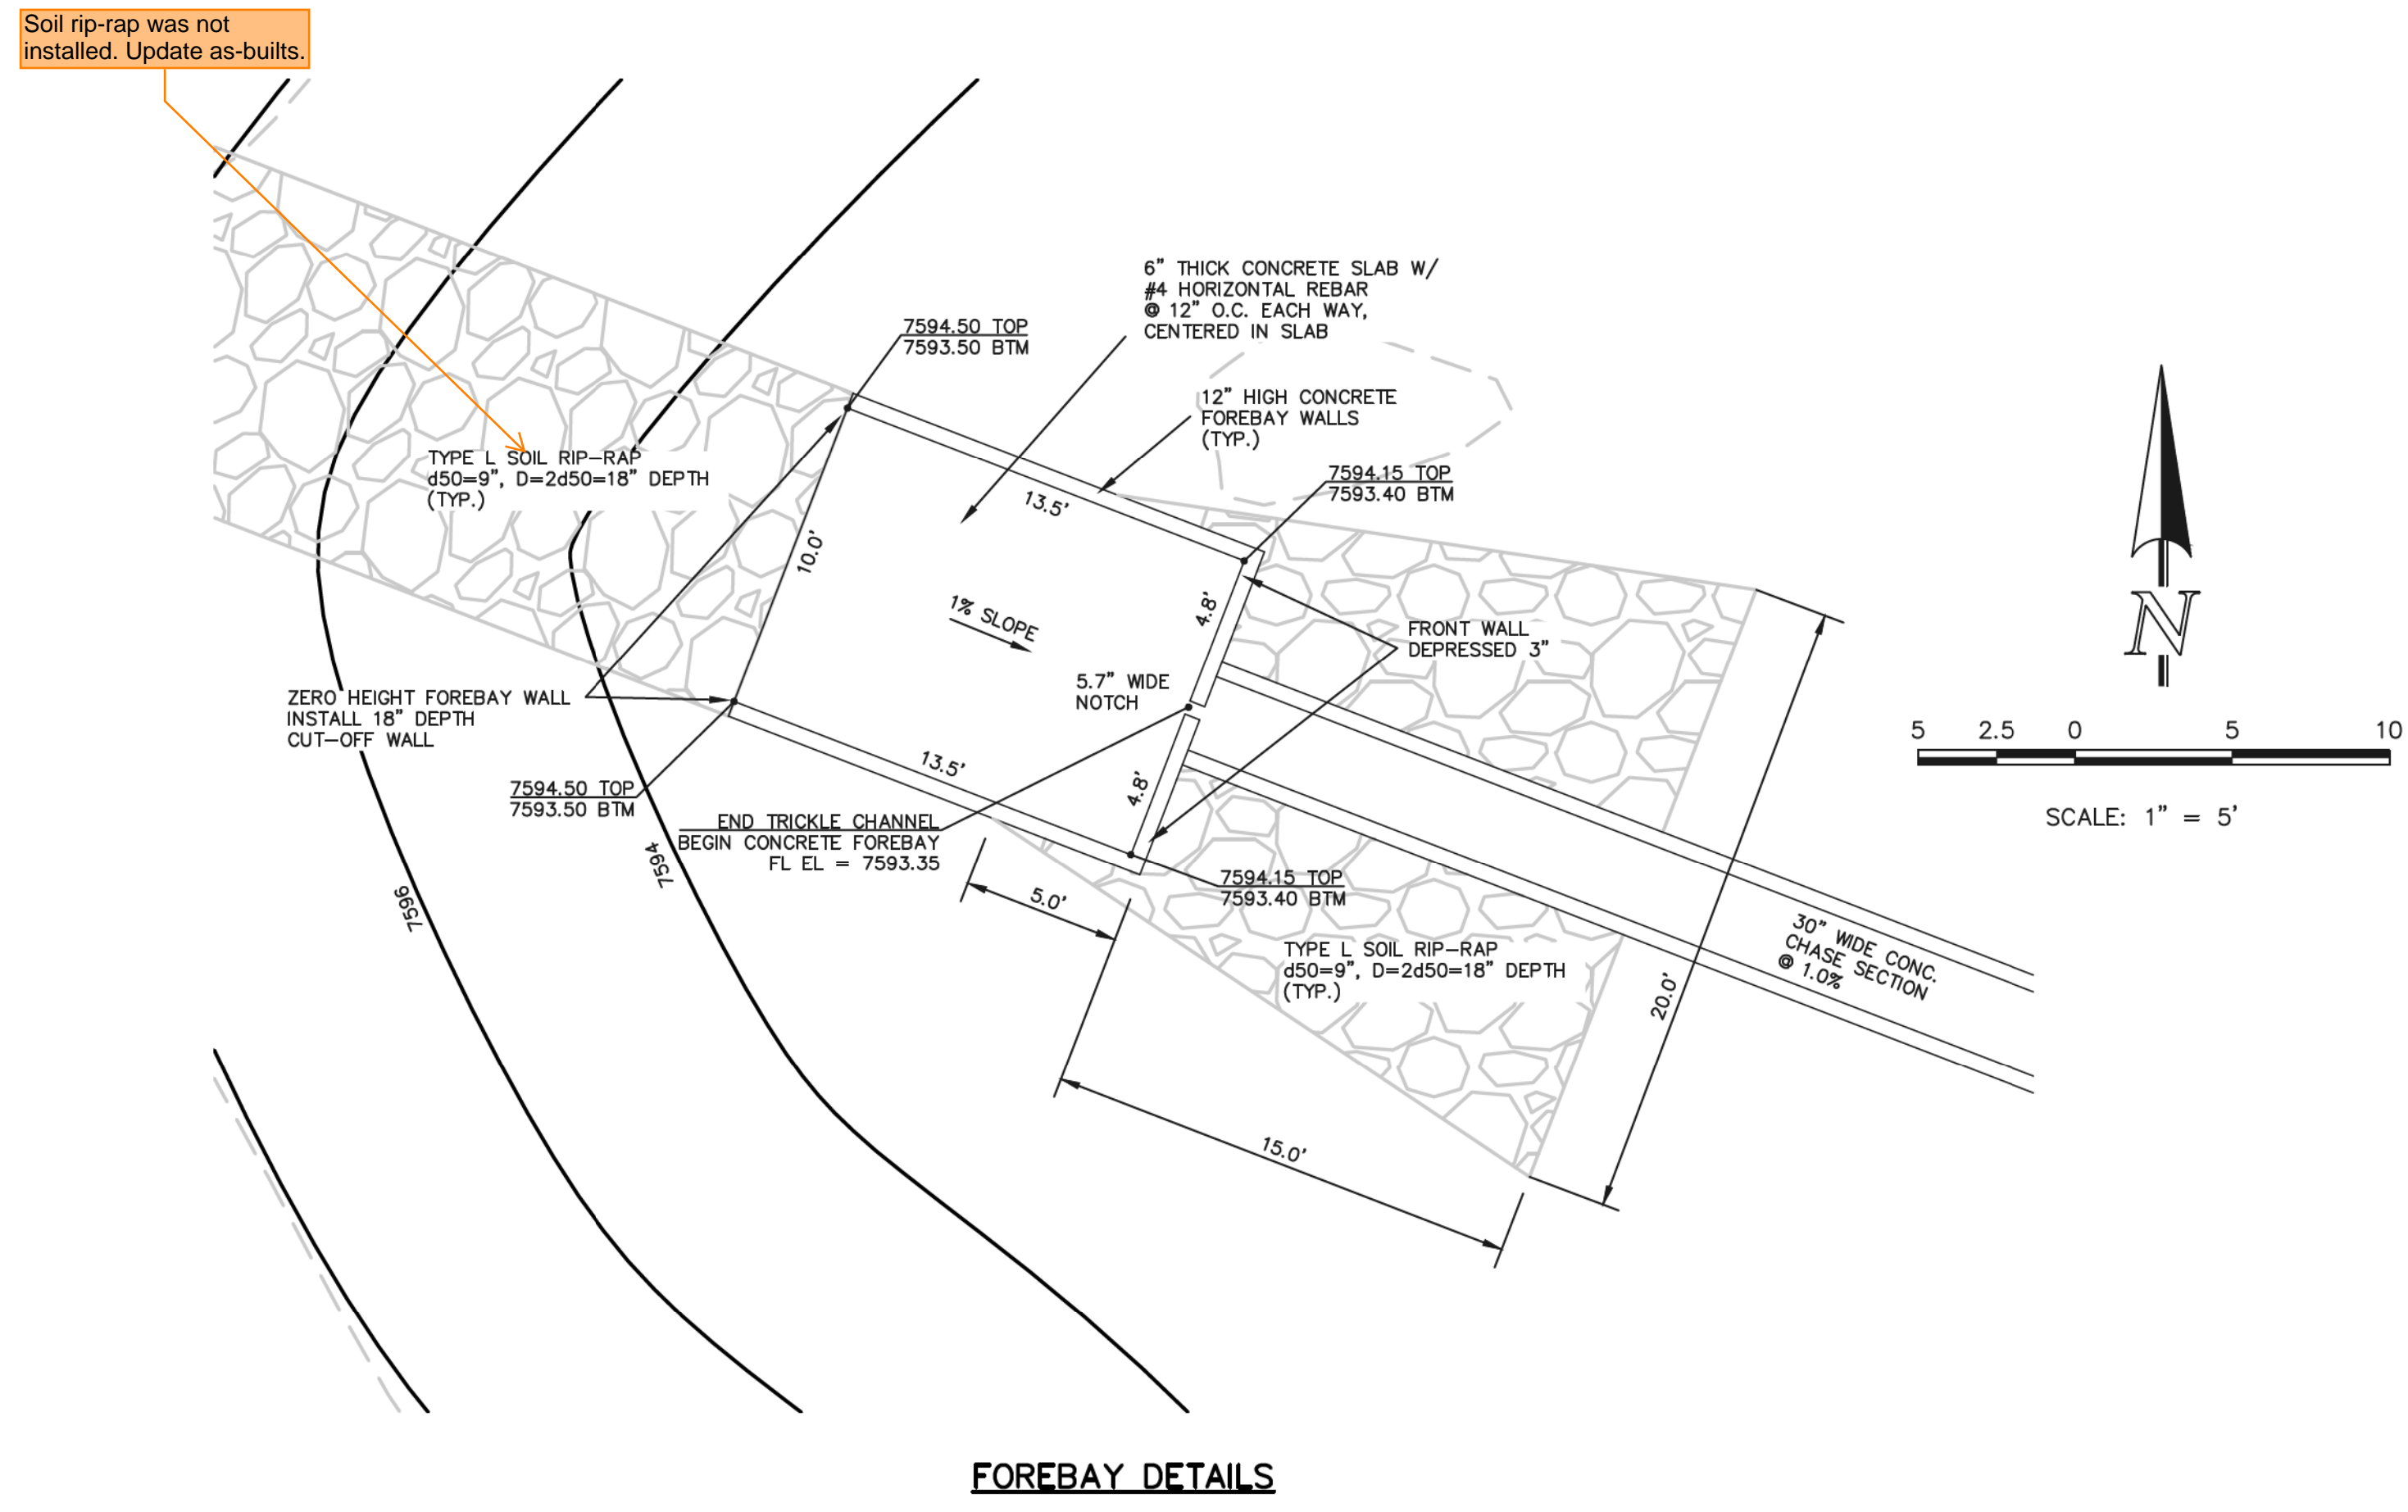 Soil rip-rap was not
installed. Update as-builts.
6" THICK CONCRETE SLAB W/
#4 HORIZONTAL REBAR
@ 12" O.C. EACH WAY,
CENTERED IN SLAB
7594.50 TOP
7593.50 BTM
12" HIGH CONCRETE
FOREBAY WALLS
(TYP.)
TYPE L SOIL RIP-RAP
d50=9", D=2d50=18" DEPTH
(TYP.)
7594.15 TOP
7593.40 BTM
13.5'
10.0'
1% SLOPE
4.8'
FRONT WALL
DEPRESSED 3"
N
ZERO HEIGHT FOREBAY WALL
INSTALL 18" DEPTH
CUT-OFF WALL
5.7" WIDE
NOTCH
5 2.5 0 5 10
SCALE: 1" = 5'
13.5'
4.8'
7594.50 TOP
7593.50 BTM
END TRICKLE CHANNEL
BEGIN CONCRETE FOREBAY
FL EL = 7593.35
7594
7596
5.0'
7594.15 TOP
7593.40 BTM
TYPE L SOIL RIP-RAP
d50=9", D=2d50=18" DEPTH
(TYP.)
30" WIDE CONC.
CHASE SECTION
@ 1.0%
20.0'
15.0'
FOREBAY DETAILS